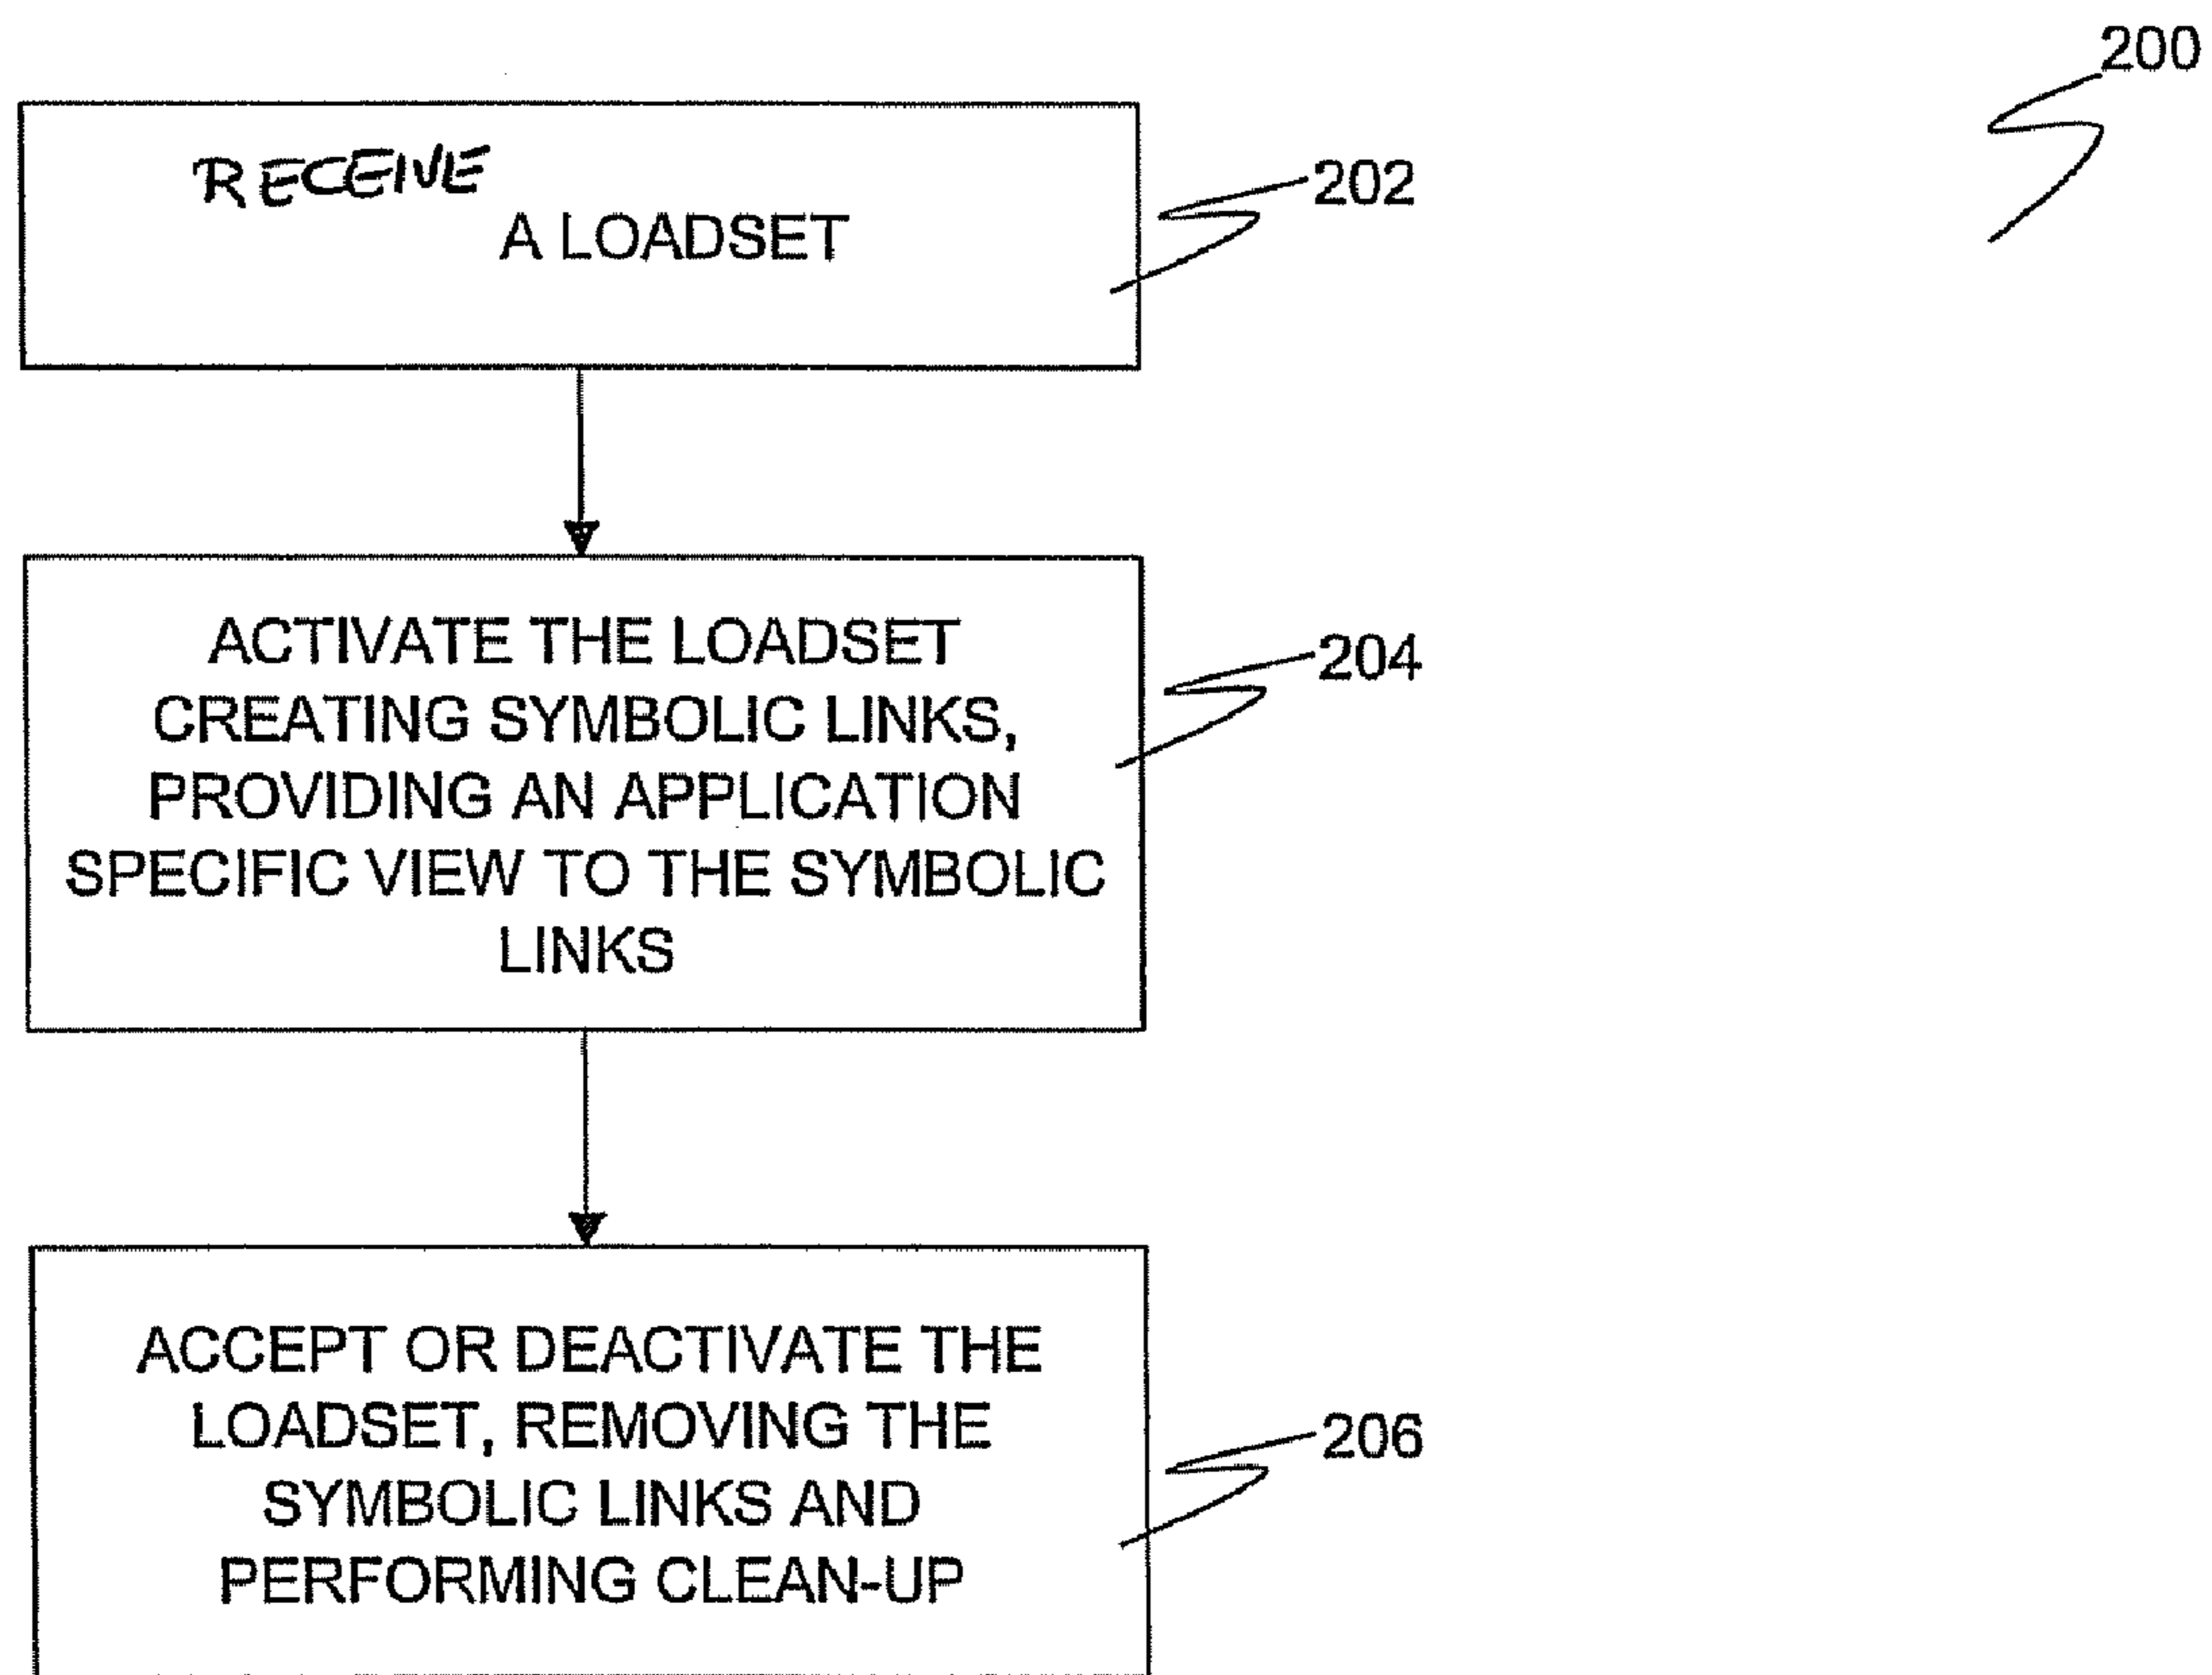 200
RECEIVE
A LOADSET
202
ACTIVATE THE LOADSET
CREATING SYMBOLIC LINKS,
PROVIDING AN APPLICATION
SPECIFIC VIEW TO THE SYMBOLIC
LINKS
204
ACCEPT OR DEACTIVATE THE
LOADSET, REMOVING THE
SYMBOLIC LINKS AND
PERFORMING CLEAN-UP
206